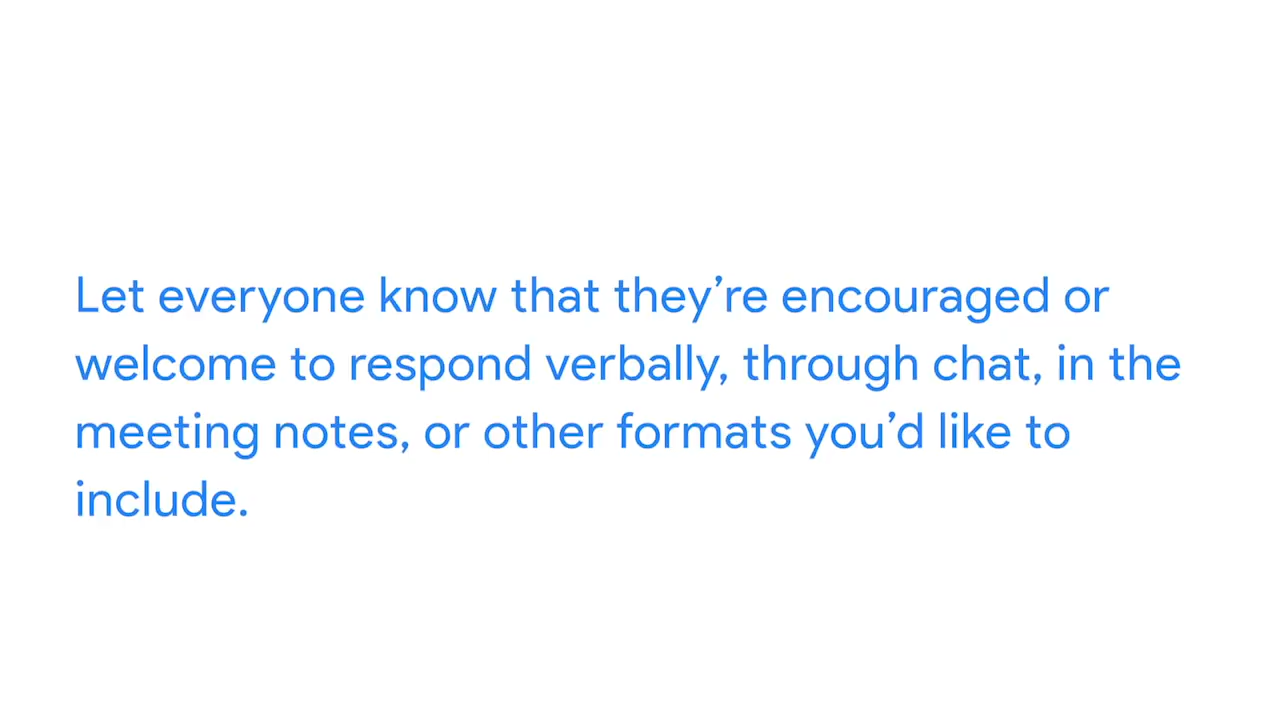 Let everyone know that they’re encouraged or
welcome to respond verbally, through chat, in the
meeting notes, or other formats you’d like to
include.